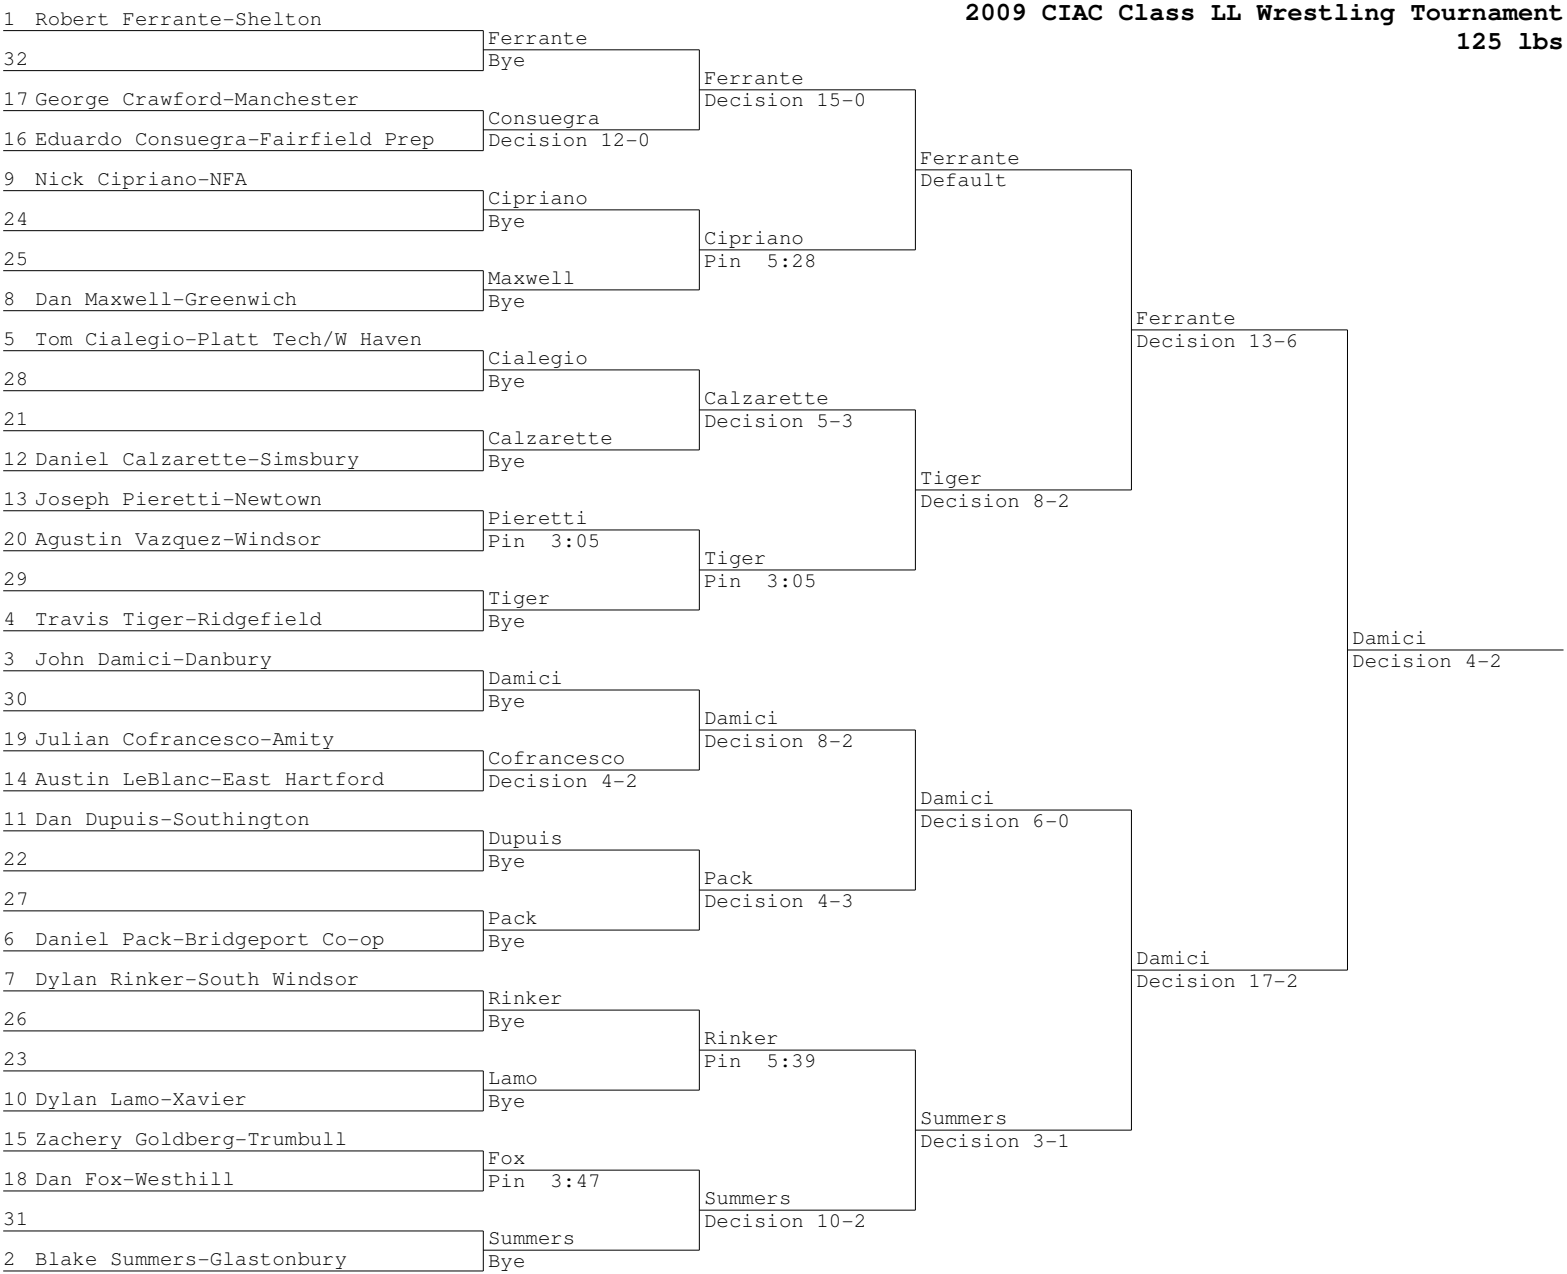 2009 CIAC Class LL Wrestling Tournament
125 lbs
1 Robert Ferrante-Shelton
32
17 George Crawford-Manchester
16 Eduardo Consuegra-Fairfield Prep
9 Nick Cipriano-NFA
24
25
8 Dan Maxwell-Greenwich
5 Tom Cialegio-Platt Tech/W Haven
28
21
12 Daniel Calzarette-Simsbury
13 Joseph Pieretti-Newtown
20 Agustin Vazquez-Windsor
29
4 Travis Tiger-Ridgefield
3 John Damici-Danbury
30
19 Julian Cofrancesco-Amity
14 Austin LeBlanc-East Hartford
11 Dan Dupuis-Southington
22
27
6 Daniel Pack-Bridgeport Co-op
7 Dylan Rinker-South Windsor
26
23
10 Dylan Lamo-Xavier
15 Zachery Goldberg-Trumbull
18 Dan Fox-Westhill
31
2 Blake Summers-Glastonbury
Ferrante
Bye
Consuegra
Decision 12-0
Cipriano
Bye
Maxwell
Bye
Cialegio
Bye
Calzarette
Bye
Pieretti
Pin 3:05
Tiger
Bye
Damici
Bye
Cofrancesco
Decision 4-2
Dupuis
Bye
Pack
Bye
Rinker
Bye
Lamo
Bye
Fox
Pin 3:47
Summers
Bye
Ferrante
Decision 15-0
Cipriano
Pin 5:28
Calzarette
Decision 5-3
Tiger
Pin 3:05
Damici
Decision 8-2
Pack
Decision 4-3
Rinker
Pin 5:39
Summers
Decision 10-2
Ferrante
Default
Tiger
Decision 8-2
Damici
Decision 6-0
Summers
Decision 3-1
Ferrante
Decision 13-6
Damici
Decision 17-2
Damici
Decision 4-2